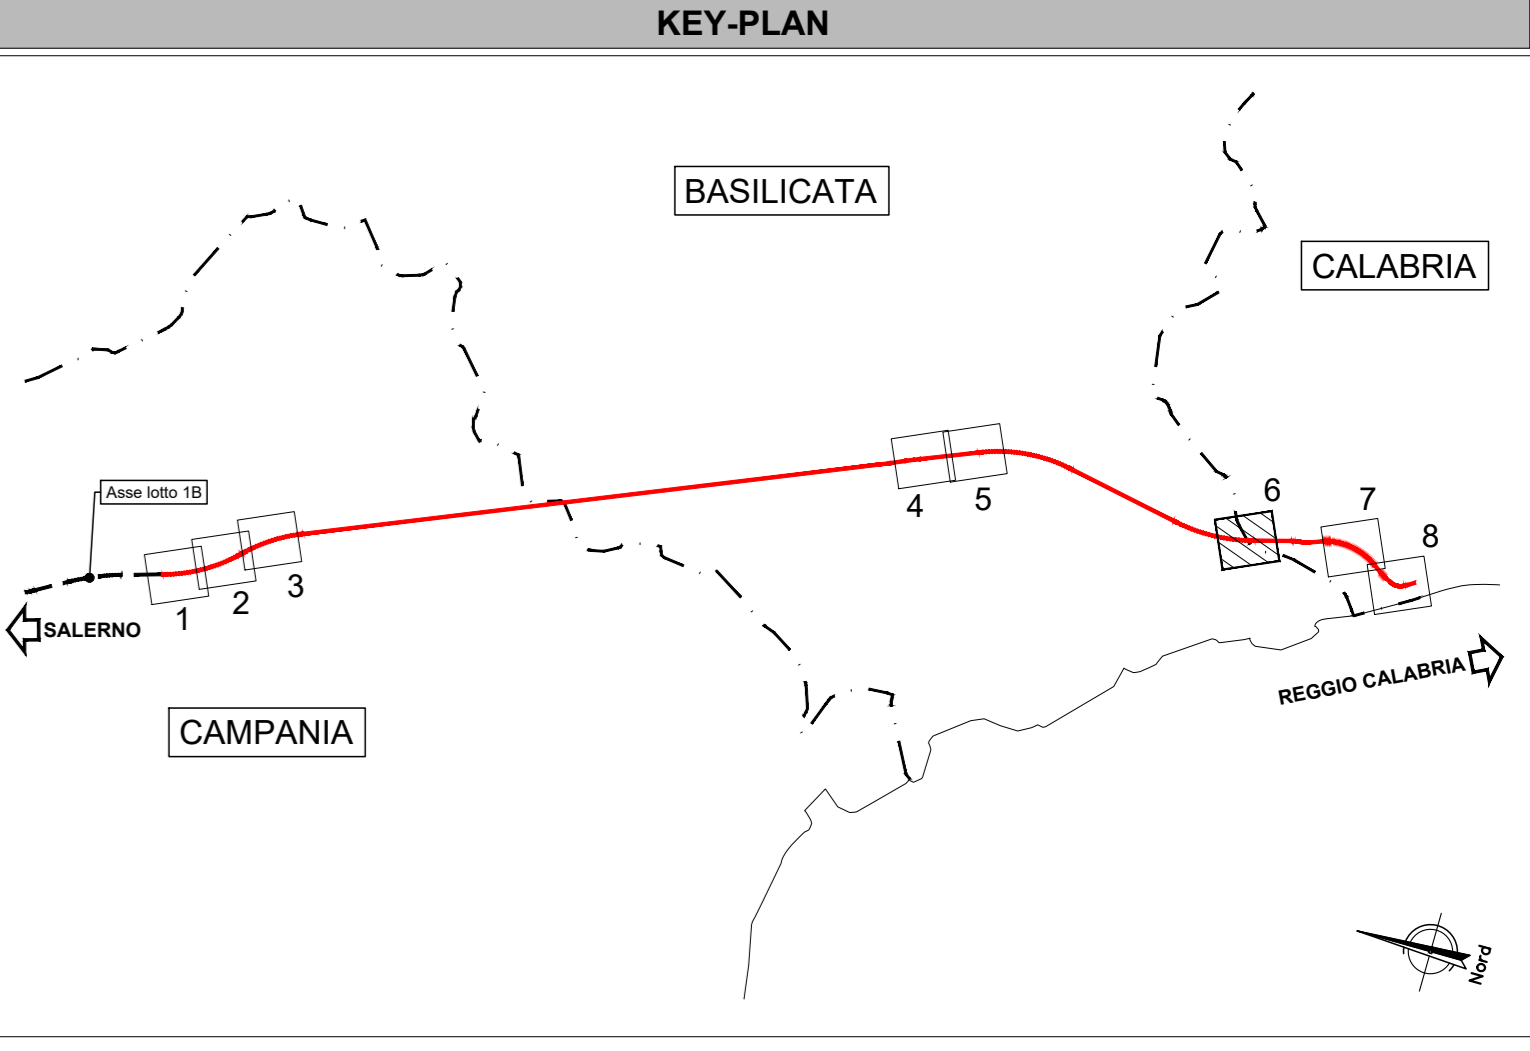 KEY-PLAN
BASILICATA
CALABRIA
Asse lotto 1B
1
2
3
4
5
6
7
8
SALERNO
REGGIO CALABRIA
CAMPANIA
Nord